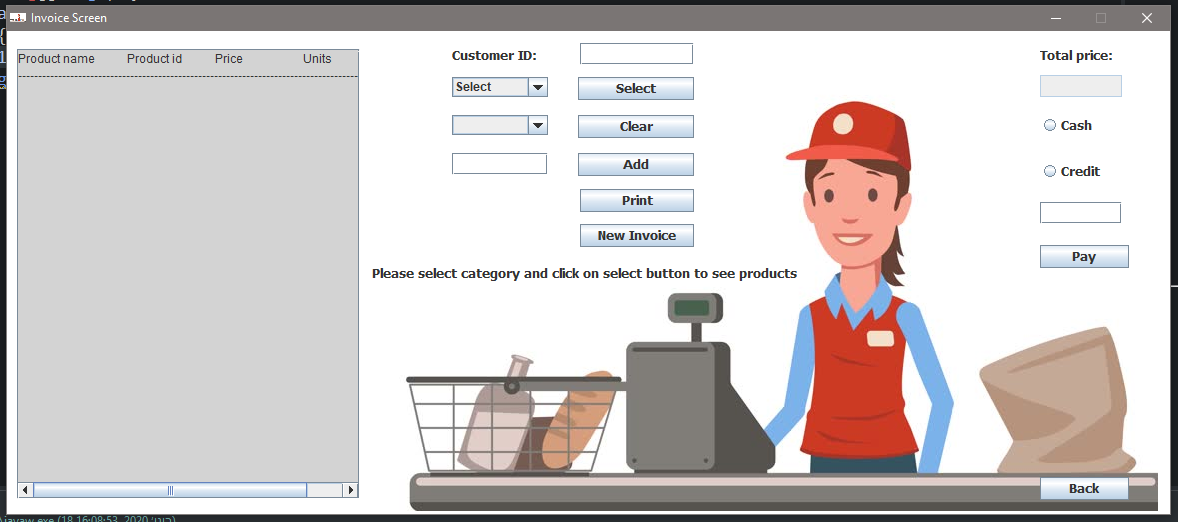 Invoice Screen
Product name Product id Price Units
Customer ID:
Select
Select
Clear
Add
Print
New Invoice
Please select category and click on select button to see products
Total price:
Cash
Credit
Pay
Back